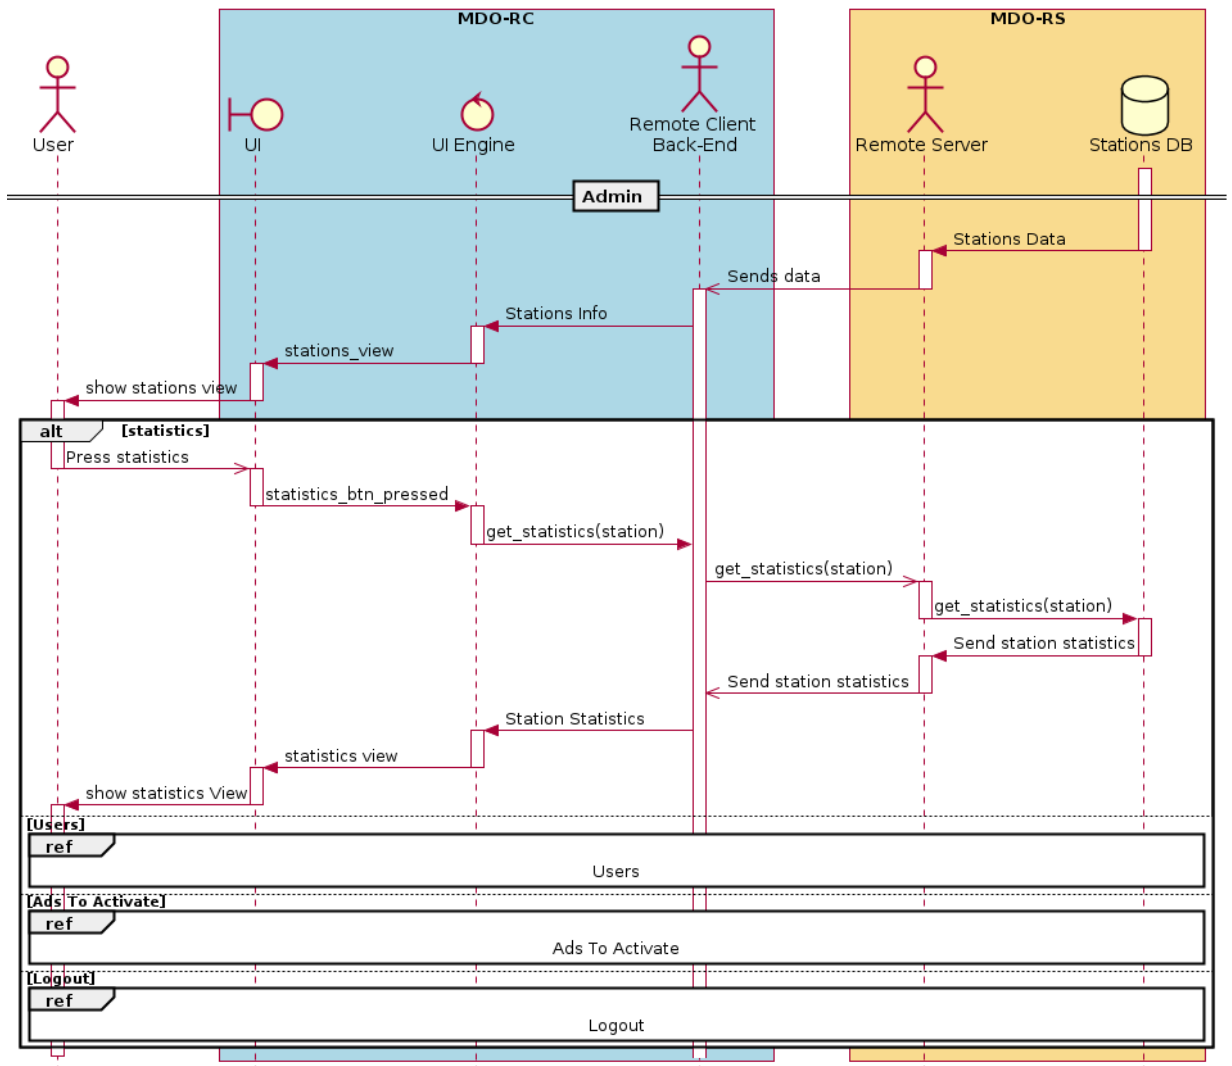 MDO-RC
MDO-RS
User
UI
UI Engine
Remote Client
Back-End
Remote Server
Stations DB
Admin
Stations Data
Sends data
Stations Info
stations_view
show stations view
alt
[statistics]
Press statistics
statistics_btn_pressed
get_statistics(station)
get_statistics(station)
get_statistics(station)
Send station statistics
Send station statistics
Station Statistics
statistics view
show statistics View
[Users]
ref
Users
[Ads To Activate]
ref
Ads To Activate
[Logout]
ref
Logout